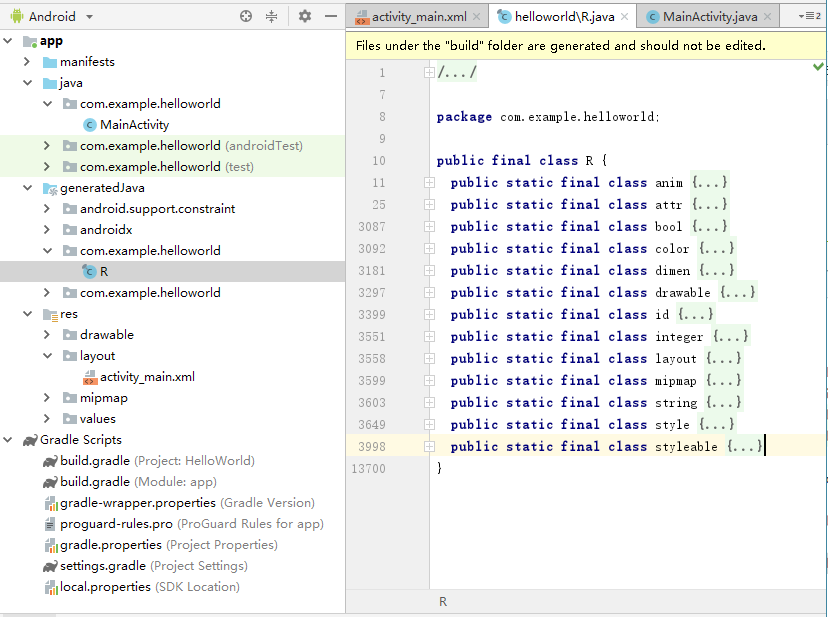 Android
app
manifests
java
com.example.helloworld
MainActivity
com.example.helloworld (androidTest)
com.example.helloworld (test)
generatedJava
android.support.constraint
androidx
com.example.helloworld
R
com.example.helloworld
res
drawable
layout
activity_main.xml
mipmap
values
Gradle Scripts
build.gradle (Project: HelloWorld)
build.gradle (Module: app)
gradle-wrapper.properties (Gradle Version)
proguard-rules.pro (ProGuard Rules for app)
gradle.properties (Project Properties)
settings.gradle (Project Settings)
local.properties (SDK Location)
activity_main.xml helloworld\R.java MainActivity.java 2
Files under the "build" folder are generated and should not be edited.
1 /.../
7
8 package com.example.helloworld;
9
10 public final class R {
11 public static final class anim {...}
25 public static final class attr {...}
3087 public static final class bool {...}
3092 public static final class color {...}
3181 public static final class dimen {...}
3297 public static final class drawable {...}
3399 public static final class id {...}
3551 public static final class integer {...}
3558 public static final class layout {...}
3599 public static final class mipmap {...}
3603 public static final class string {...}
3649 public static final class style {...}
3998 public static final class styleable {...}
13700 }
R